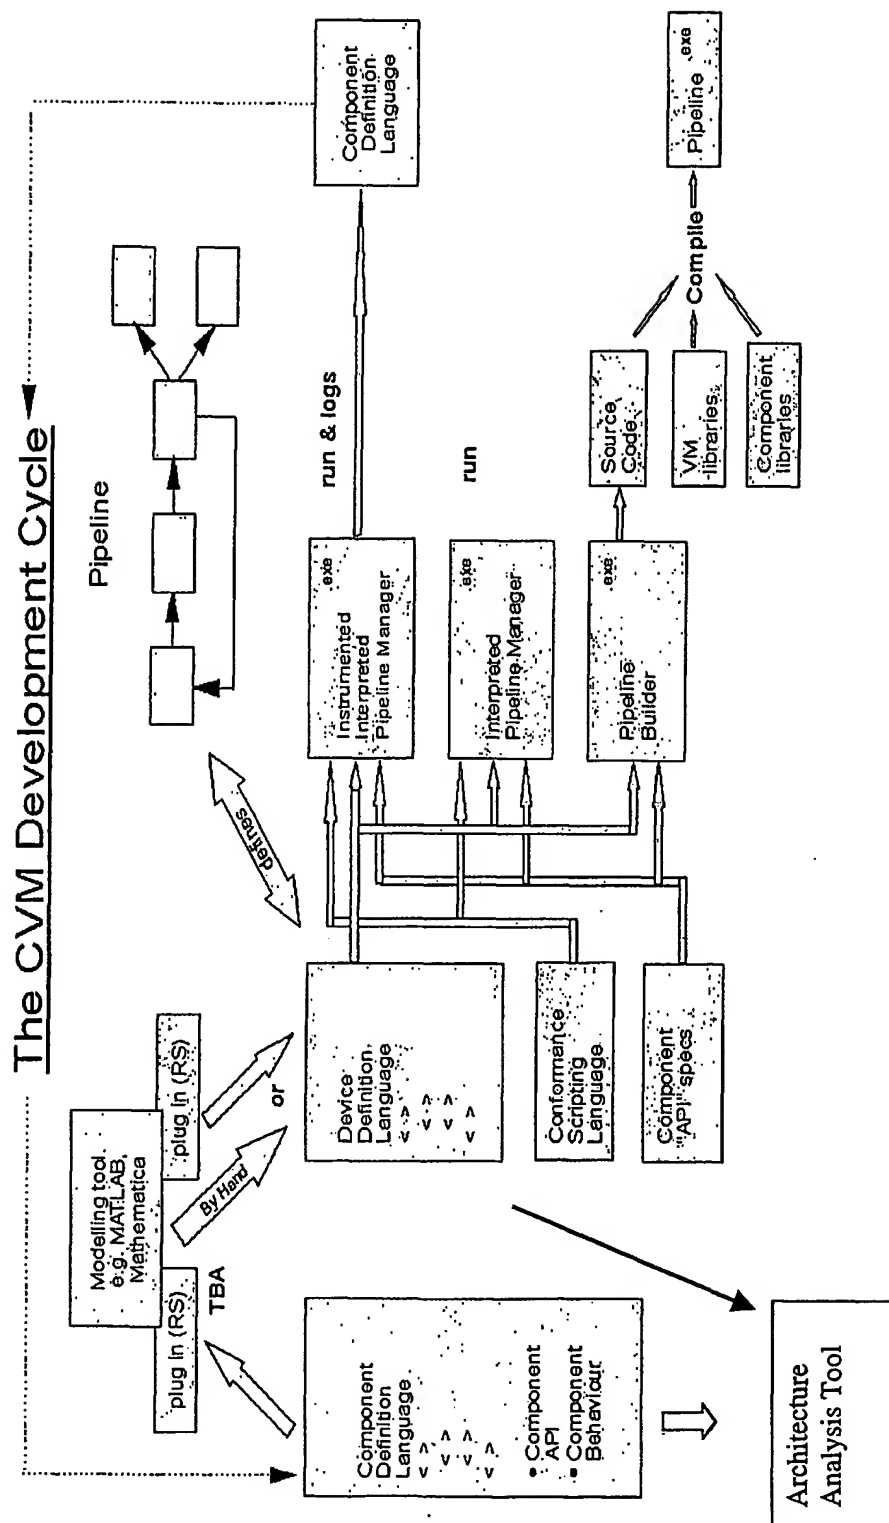 The CVM Development Cycle
Modelling tool.
e.g. MATLAB,
Mathematica
plug in (RS)
plug in (RS)
TBA
By Hand
or
Pipeline
defines
Component
Definition
Language
< >
< >
< >
< >
• Component
API
• Component
Behaviour
Device
Definition
Language
< >
< >
< >
< >
Conformance
Scripting
Language
Component
"API" specs
Instrumented
Interpreted
Pipeline Manager
.exe
Interpreted
Pipeline Manager
.exe
Pipeline
Builder
.exe
run & logs
run
Component
Definition
Language
Source
Code
VM
libraries
Component
libraries
Compile
Pipeline .exe
Architecture
Analysis Tool